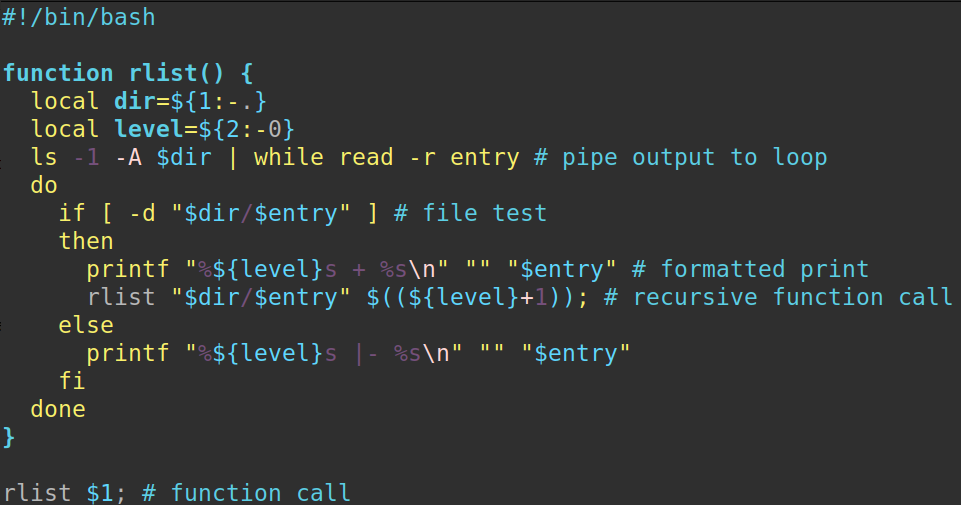 #!/bin/bash

function rlist() {
  local dir=${1:-.}
  local level=${2:-0}
  ls -1 -A $dir | while read -r entry # pipe output to loop
  do
    if [ -d "$dir/$entry" ] # file test
    then
      printf "%${level}s + %s\n" "" "$entry" # formatted print
      rlist "$dir/$entry" $((${level}+1)); # recursive function call
    else
      printf "%${level}s |- %s\n" "" "$entry"
    fi
  done
}

rlist $1; # function call